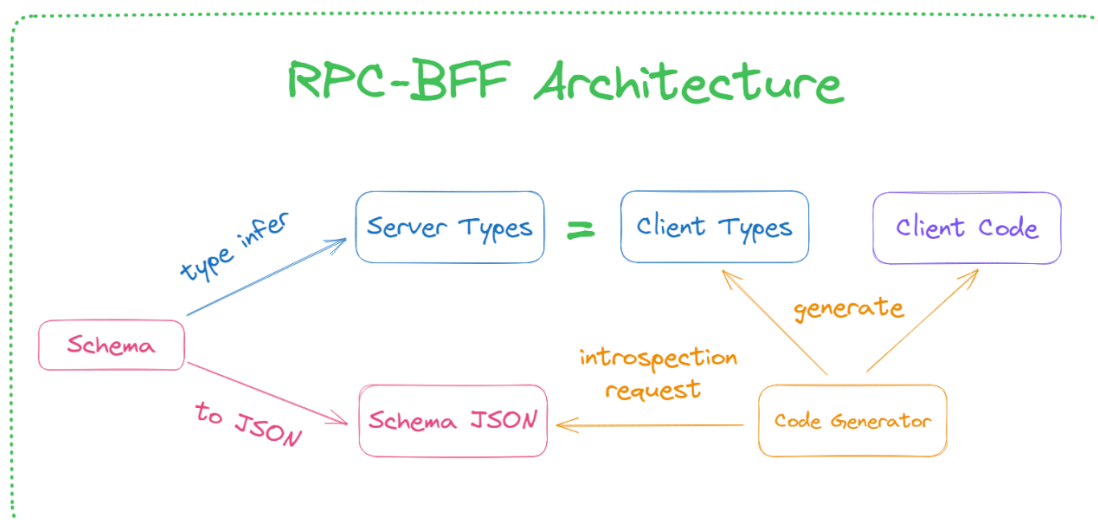 RPC-BFF Architecture
type infer
Server Types
=
Client Types
Client Code
generate
Schema
introspection
request
to JSON
Schema JSON
Code Generator